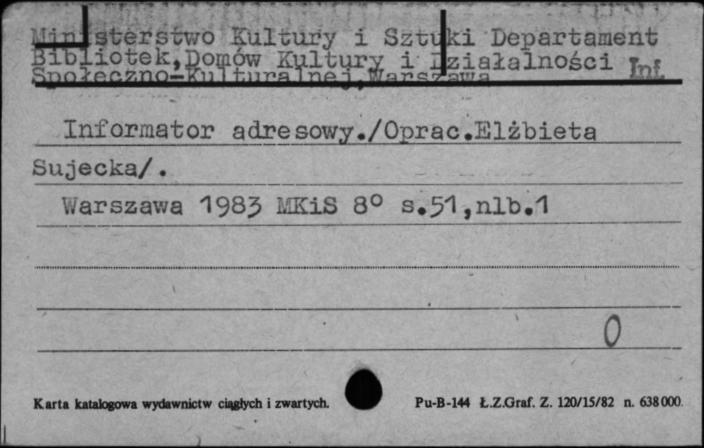 Ministerstwo Kultury i Sztuki Departament
Bibliotek,Domów Kultury i Działalności Inf
Społeczno-Kulturalnej,Warszawa
Informator adresowy./Oprac.Elżbieta
Sujecka/.
Warszawa 1983 MKiS 8° s.51,nlb.1
0
Karta katalogowa wydawnictw ciągłych i zwartych.
Pu-B-144 Ł.Z.Graf. Z. 120/15/82 n. 638000.